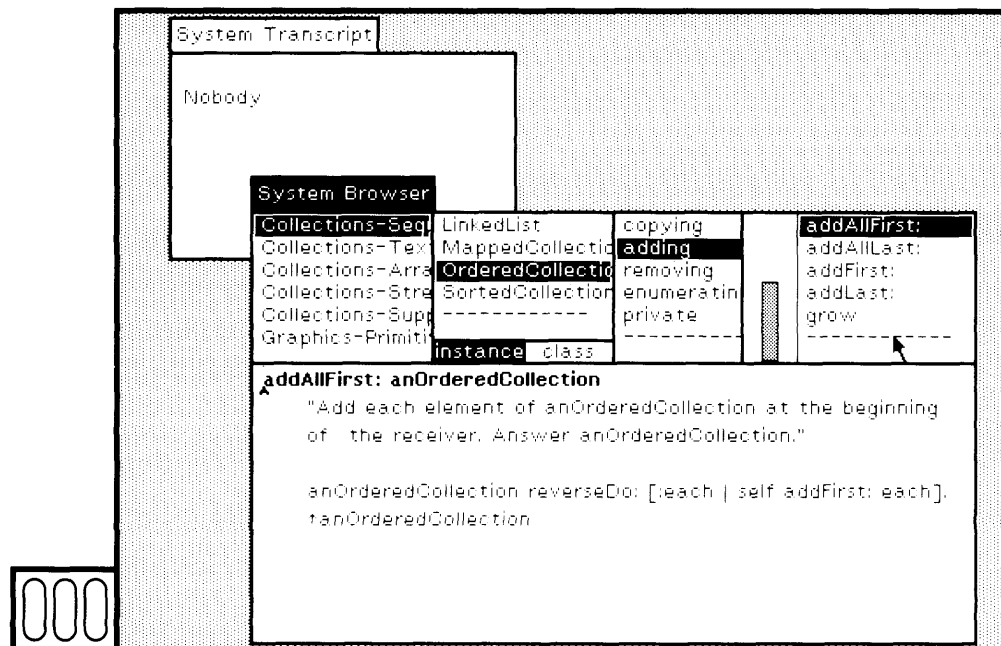 System Transcript
Nobody
System Browser
Collections-Seq
Collections-Tex
Collections-Arra
Collections-Stre
Collections-Supp
Graphics-Primiti
LinkedList
MappedCollectio
OrderedCollectio
SortedCollection
------------
instance class
copying
adding
removing
enumeratin
private
------------
addAllFirst:
addAllLast:
addFirst:
addLast:
grow
------------
addAllFirst: anOrderedCollection
"Add each element of anOrderedCollection at the beginning
of the receiver. Answer anOrderedCollection."
anOrderedCollection reverseDo: [:each | self addFirst: each].
↑anOrderedCollection